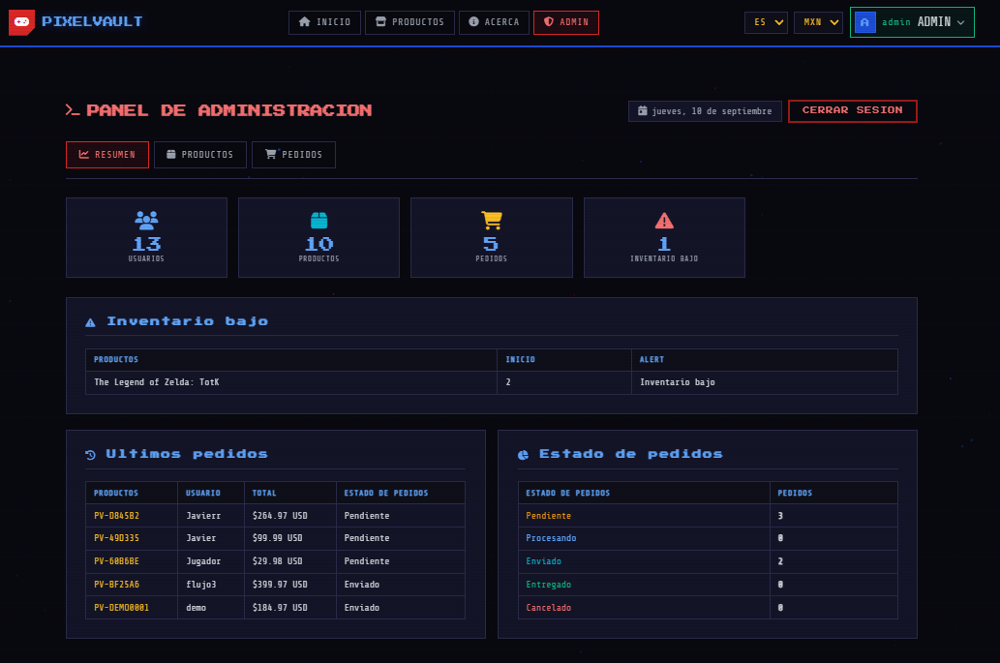 PIXELVAULT INICIO PRODUCTOS ACERCA ADMIN ES MXN A admin ADMIN
PANEL DE ADMINISTRACION jueves, 10 de septiembre CERRAR SESION
RESUMEN PRODUCTOS PEDIDOS
13 10 5 1
USUARIOS PRODUCTOS PEDIDOS INVENTARIO BAJO
Inventario bajo
PRODUCTOS INICIO ALERT
The Legend of Zelda: TotK 2 Inventario bajo
Ultimos pedidos
PRODUCTOS USUARIO TOTAL ESTADO DE PEDIDOS
PV-D845B2 Javierr $264.97 USD Pendiente
PV-49D335 Javier $99.99 USD Pendiente
PV-60B6BE Jugador $29.98 USD Pendiente
PV-BF25A6 flujo3 $399.97 USD Enviado
PV-DEMO0001 demo $184.97 USD Enviado
Estado de pedidos
ESTADO DE PEDIDOS PEDIDOS
Pendiente 3
Procesando 0
Enviado 2
Entregado 0
Cancelado 0